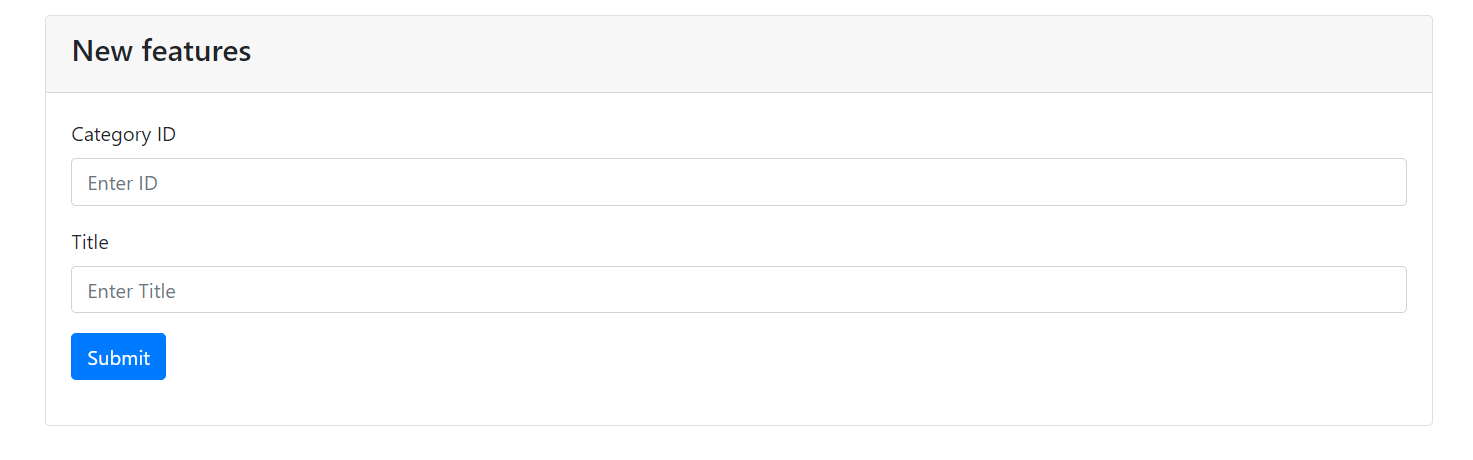 New features
Category ID
Enter ID
Title
Enter Title
Submit